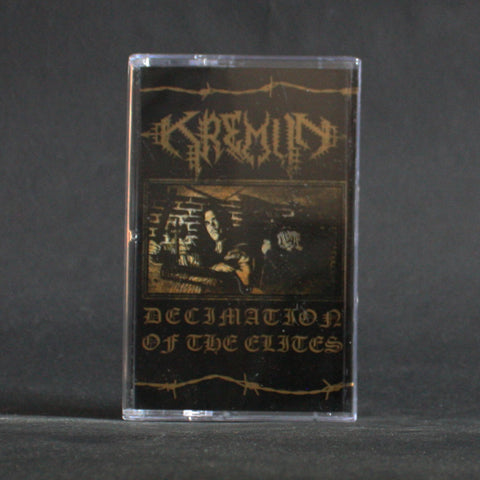 KREMLIN
DECIMATION
OF THE ELITES